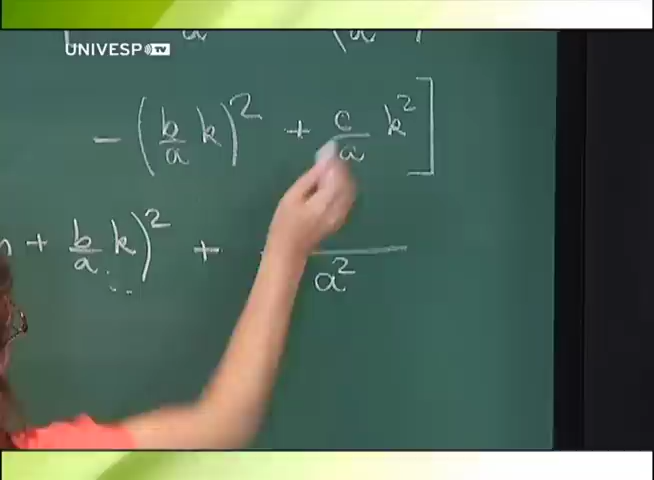 UNIVESP TV
- (b/a k)² + c/a k² ]
+ b/a k)² + — a²